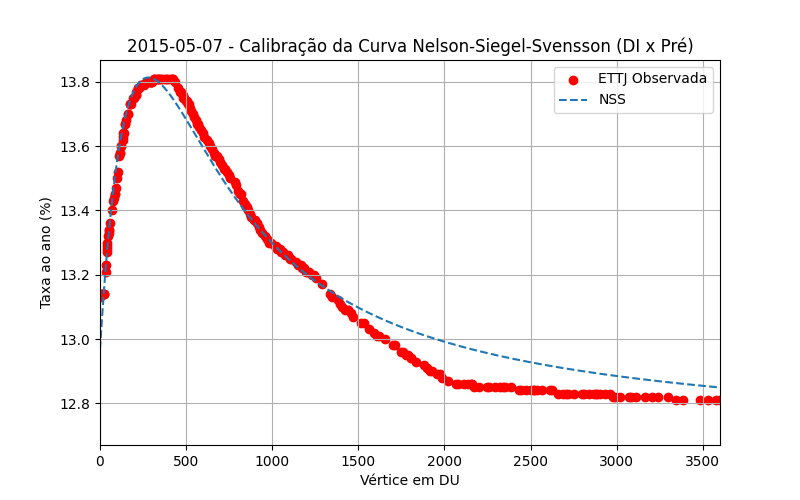 2015-05-07 - Calibração da Curva Nelson-Siegel-Svensson (DI x Pré)
ETTJ Observada
NSS
Taxa ao ano (%)
13.8
13.6
13.4
13.2
13.0
12.8
0 500 1000 1500 2000 2500 3000 3500
Vértice em DU